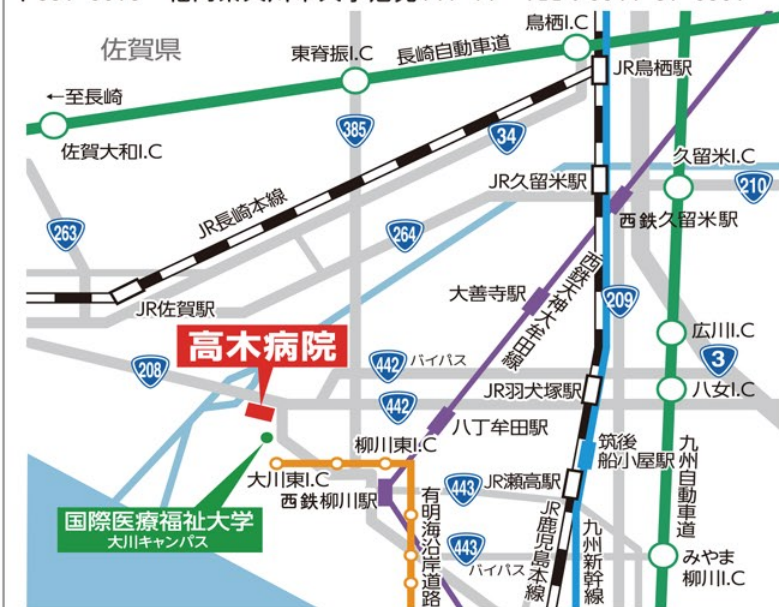 鳥栖I.C
佐賀県
東脊振I.C
長崎自動車道
JR鳥栖駅
←至長崎
佐賀大和I.C
385
34
久留米I.C
JR久留米駅
210
西鉄久留米駅
JR長崎本線
263
264
大善寺駅
西鉄天神大牟田線
209
JR佐賀駅
広川I.C
高木病院
208
442
バイパス
3
JR羽犬塚駅
八女I.C
442
八丁牟田駅
柳川東I.C
筑後
船小屋駅
九州自動車道
大川東I.C
西鉄柳川駅
443
JR瀬高駅
国際医療福祉大学
大川キャンパス
有明海沿岸道路
JR鹿児島本線
九州新幹線
443
バイパス
みやま
柳川I.C